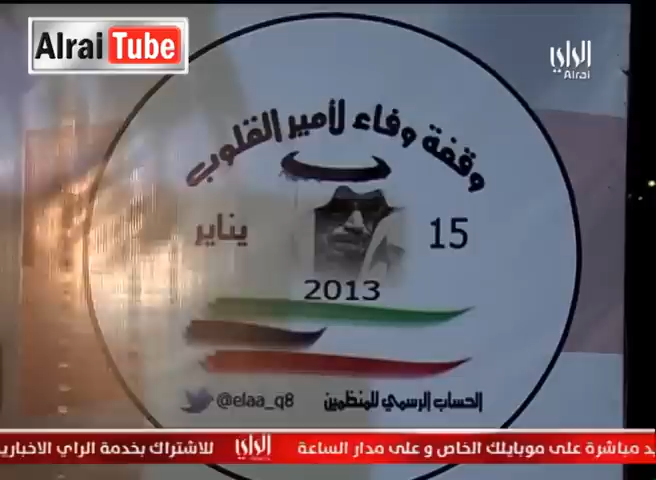 Alrai Tube
الراي
Alrai
وقفة وفاء لأمير القلوب
15 يناير
2013
@elaa_q8 الحساب الرسمي للمنظمين
مباشرة على موبايلك الخاص و على مدار الساعة الراي للاشتراك بخدمة الراي الاخبارية